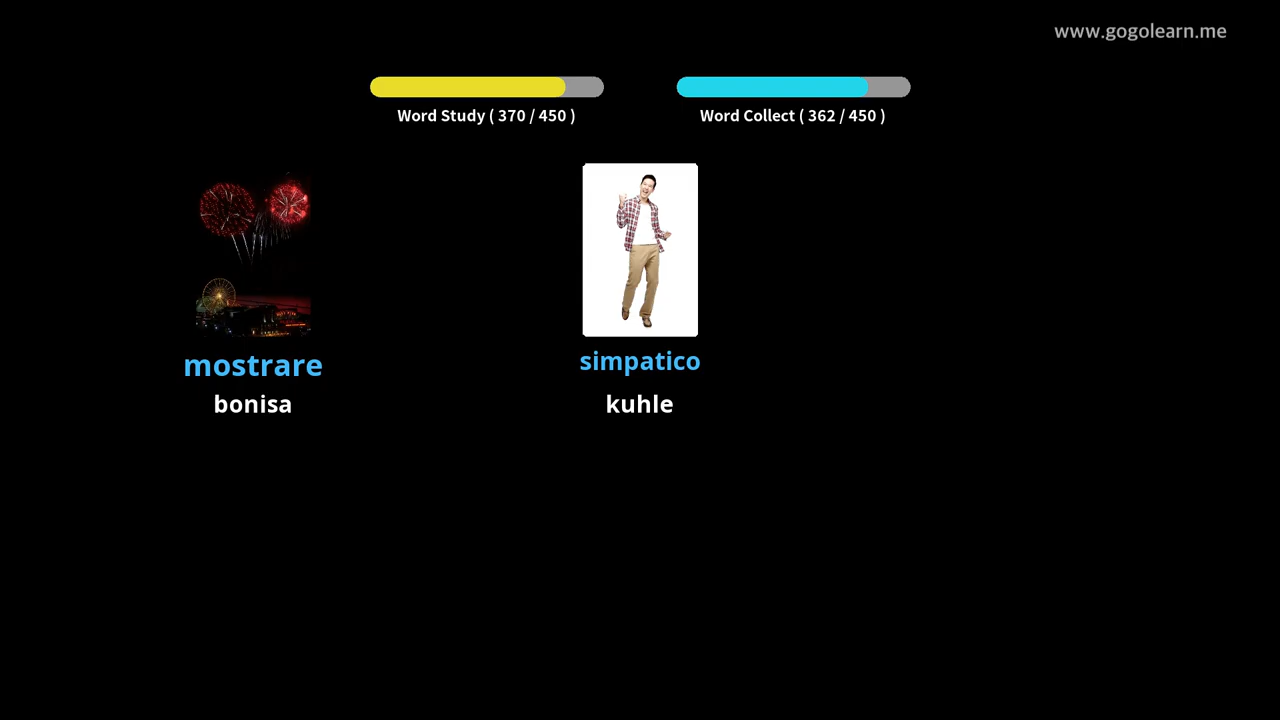 www.gogolearn.me
Word Study ( 370 / 450 )
Word Collect ( 362 / 450 )
mostrare
simpatico
bonisa
kuhle